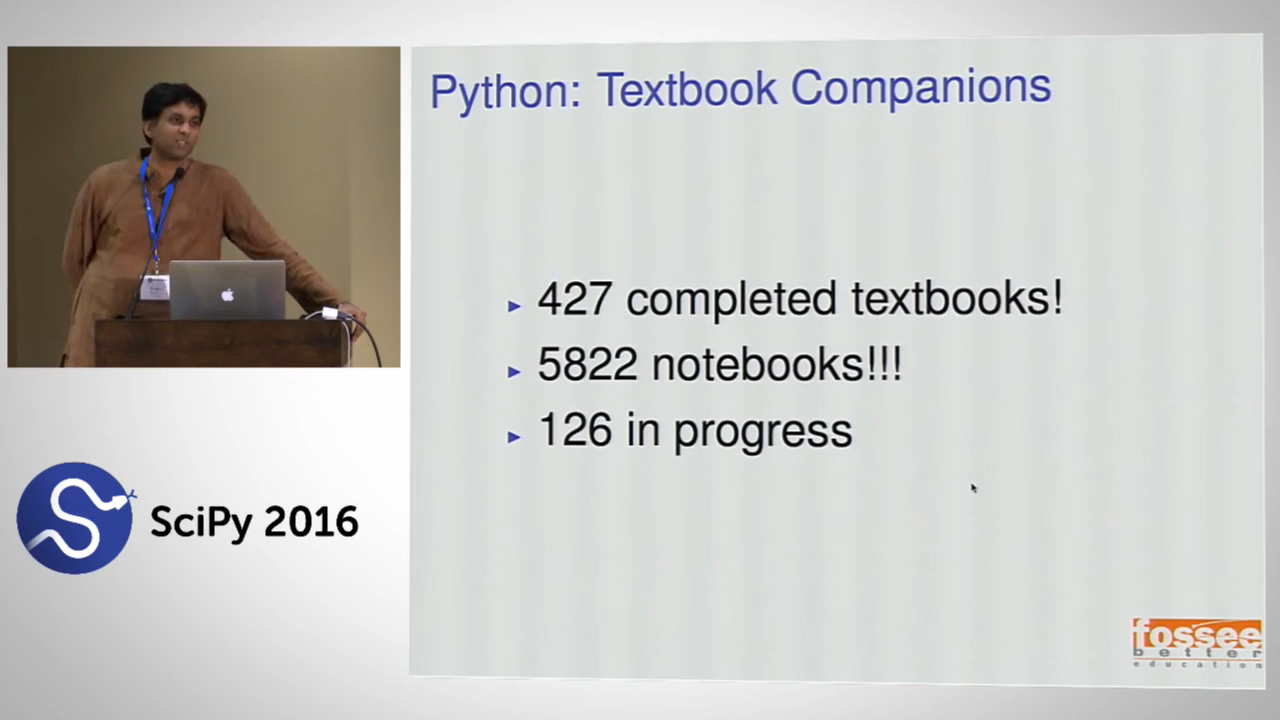 Python: Textbook Companions
427 completed textbooks!
5822 notebooks!!!
126 in progress
SciPy 2016
fossee
better
education